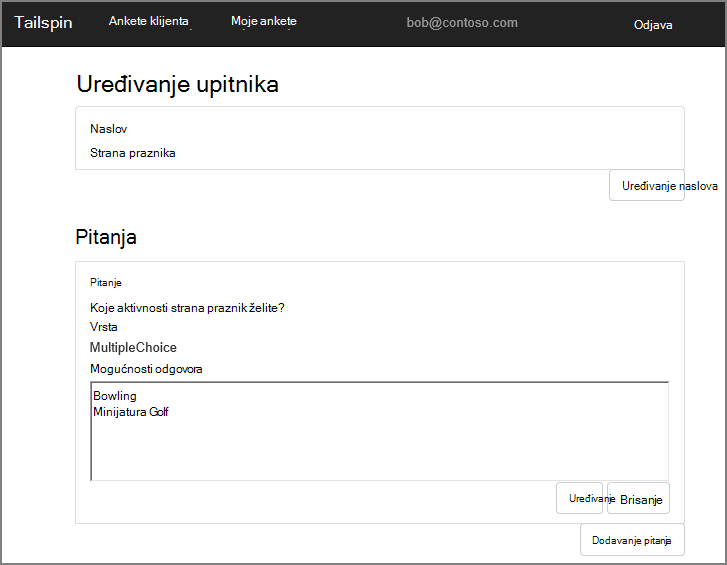 Tailspin Ankete klijenta Moje ankete bob@contoso.com Odjava
Uređivanje upitnika
Naslov
Strana praznika
Uređivanje naslova
Pitanja
Pitanje
Koje aktivnosti strana praznik želite?
Vrsta
MultipleChoice
Mogućnosti odgovora
Bowling
Minijatura Golf
Uređivanje Brisanje
Dodavanje pitanja